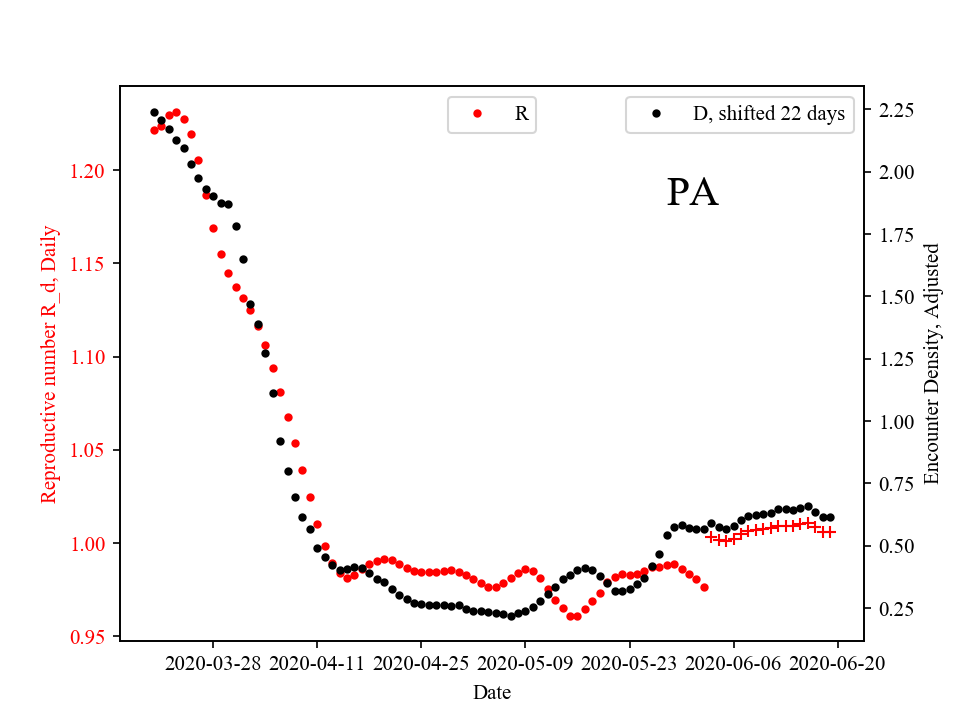 R
D, shifted 22 days
PA
Reproductive number R_d, Daily
1.20
1.15
1.10
1.05
1.00
0.95
2.25
2.00
1.75
1.50
1.25
1.00
0.75
0.50
0.25
Encounter Density, Adjusted
2020-03-28 2020-04-11 2020-04-25 2020-05-09 2020-05-23 2020-06-06 2020-06-20
Date